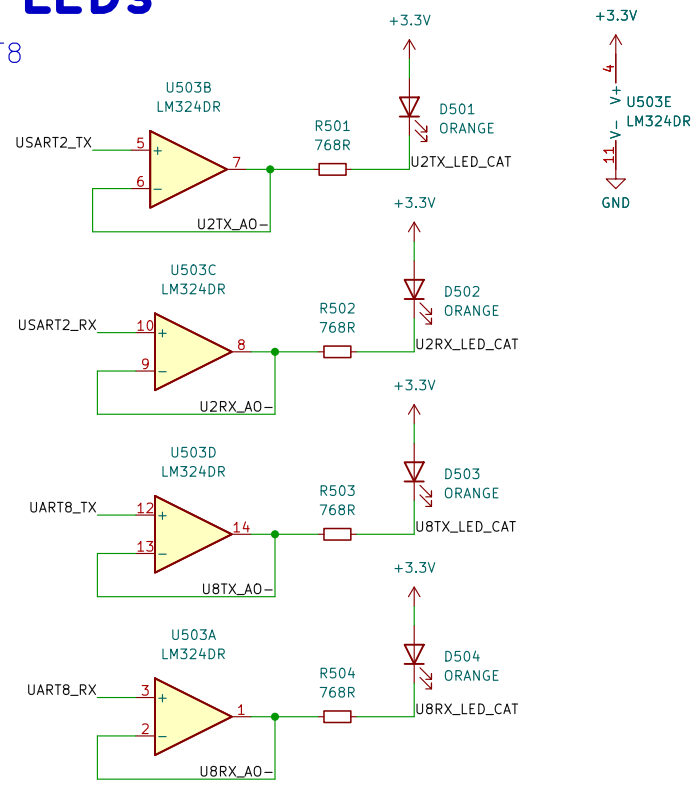 LEDs
T8
+3.3V
U503B
LM324DR
USART2_TX
5
+
6
-
7
R501
768R
D501
ORANGE
U2TX_LED_CAT
U2TX_AO-
+3.3V
4
V+
U503E
LM324DR
V-
11
GND
+3.3V
U503C
LM324DR
USART2_RX
10
+
9
-
8
R502
768R
D502
ORANGE
U2RX_LED_CAT
U2RX_AO-
+3.3V
U503D
LM324DR
UART8_TX
12
+
13
-
14
R503
768R
D503
ORANGE
U8TX_LED_CAT
U8TX_AO-
+3.3V
U503A
LM324DR
UART8_RX
3
+
2
-
1
R504
768R
D504
ORANGE
U8RX_LED_CAT
U8RX_AO-